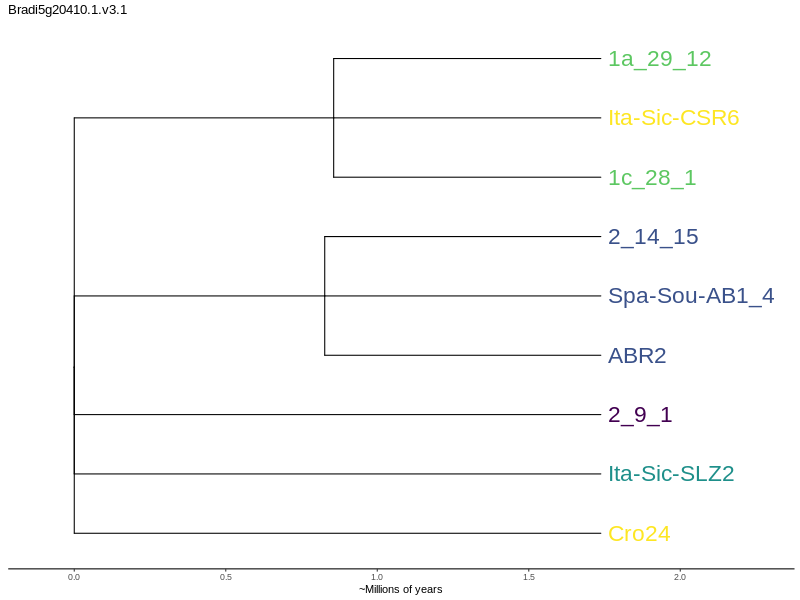 Bradi5g20410.1.v3.1
1a_29_12
Ita-Sic-CSR6
1c_28_1
2_14_15
Spa-Sou-AB1_4
ABR2
2_9_1
Ita-Sic-SLZ2
Cro24
0.0 0.5 1.0 1.5 2.0
~Millions of years